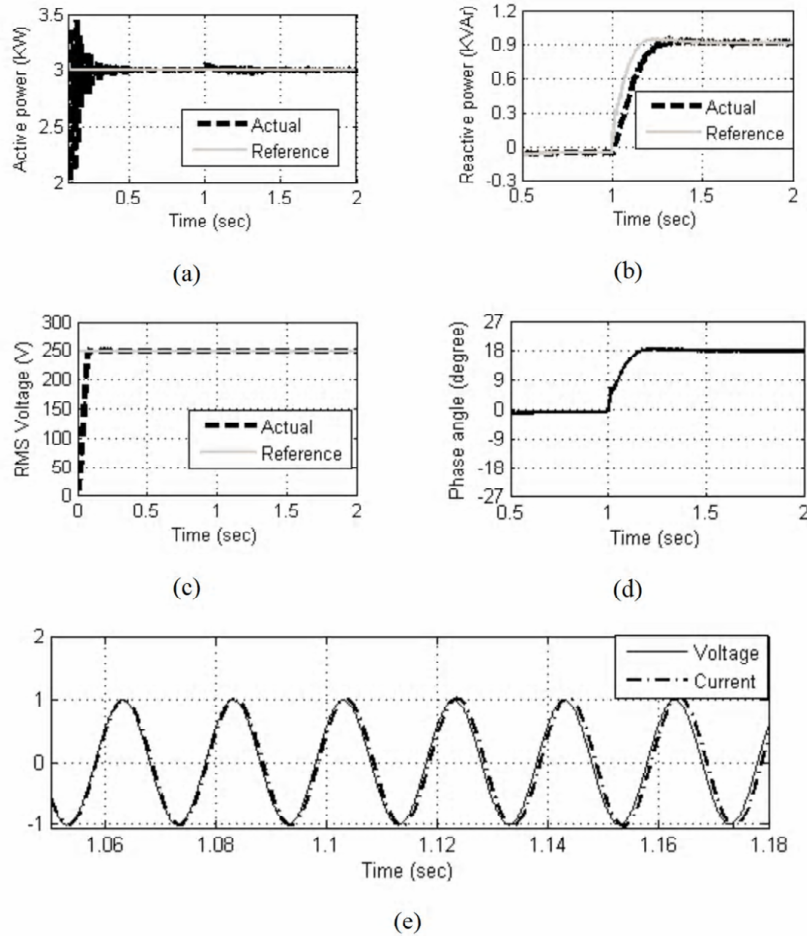 3.5
3
2.5
2
Active power (KW)
Actual
Reference
0.5
1
1.5
2
Time (sec)
(a)
1.2
0.9
0.6
0.3
0
-0.3
Reactive power (KVAr)
Actual
Reference
0.5
1
1.5
2
Time (sec)
(b)
300
250
200
150
100
50
0
RMS Voltage (V)
Actual
Reference
0
0.5
1
1.5
2
Time (sec)
(c)
27
18
9
0
-9
-18
-27
Phase angle (degree)
0.5
1
1.5
2
Time (sec)
(d)
2
1
0
-1
Voltage
Current
1.06
1.08
1.1
1.12
1.14
1.16
1.18
Time (sec)
(e)